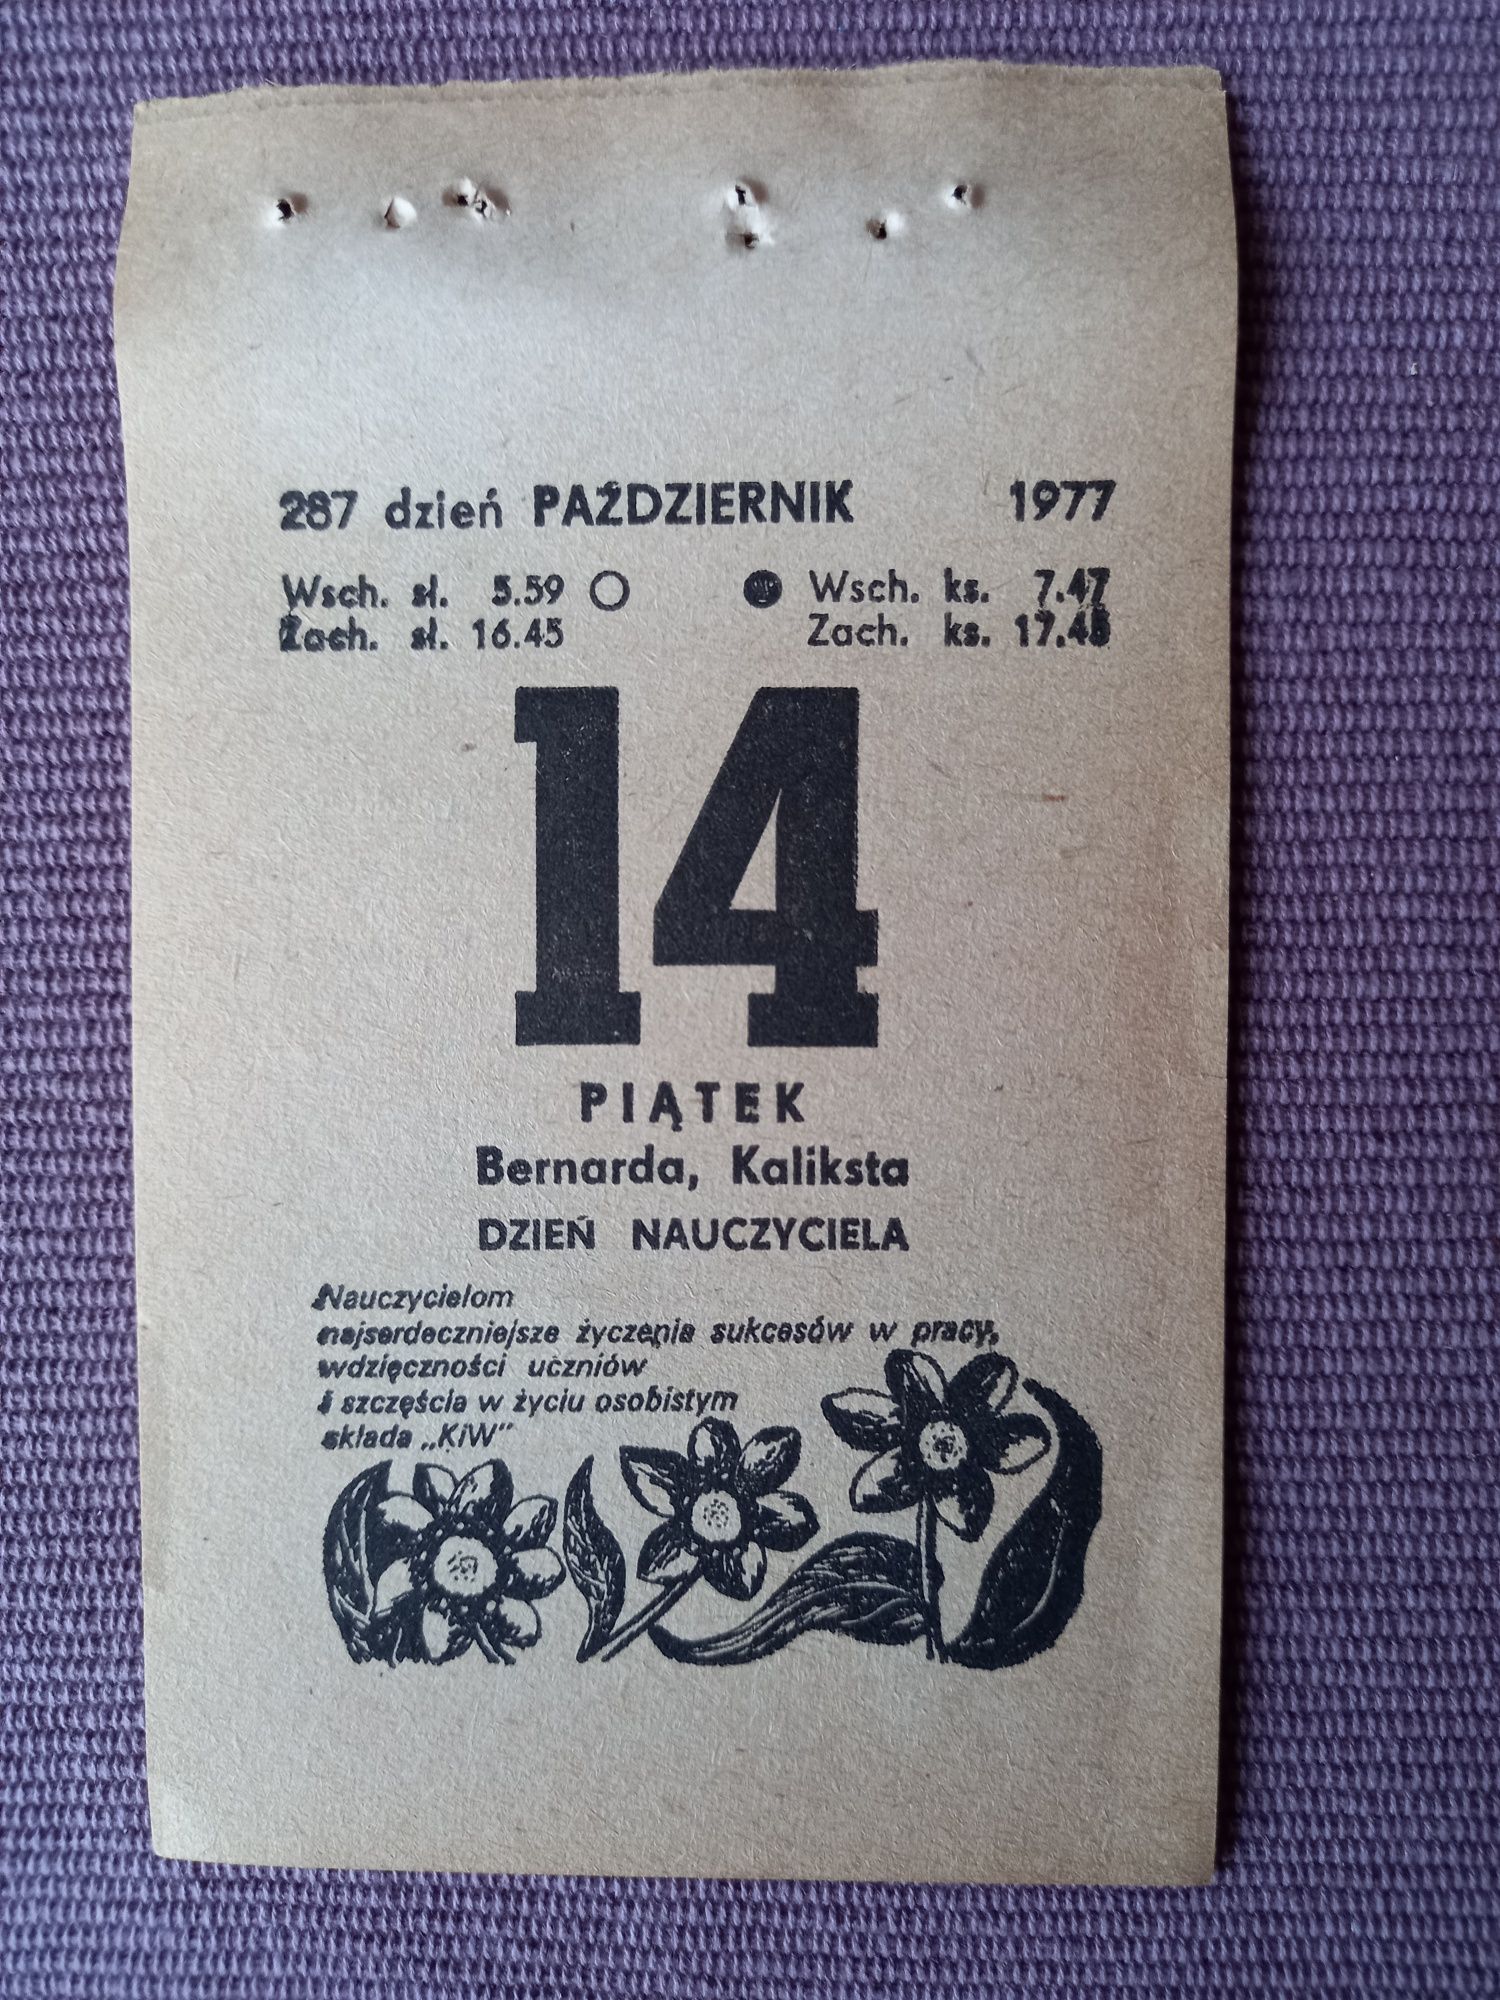 287 dzień PAŹDZIERNIK 1977
Wsch. sł. 5.59 Wsch. ks. 7.47
Zach. sł. 16.45 Zach. ks. 17.48
14
PIĄTEK
Bernarda, Kaliksta
DZIEŃ NAUCZYCIELA
Nauczycielom
najserdeczniejsze życzenia sukcesów w pracy,
wdzięczności uczniów
i szczęścia w życiu osobistym
składa „KiW"